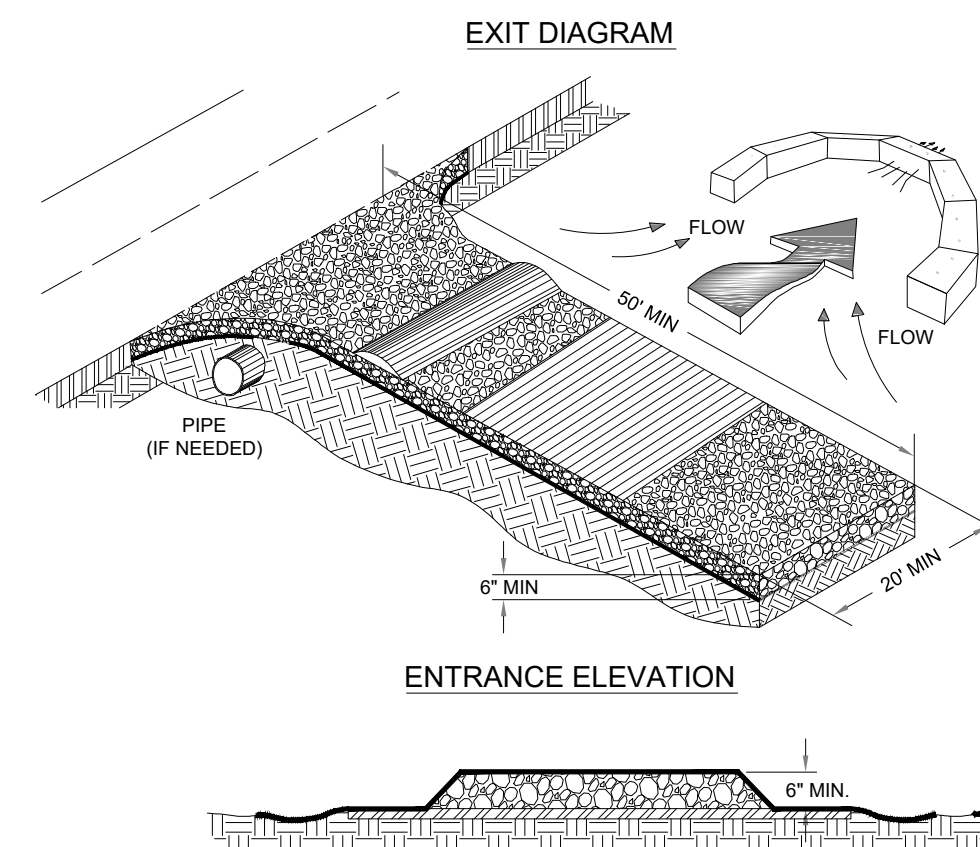 EXIT DIAGRAM
FLOW
50' MIN
FLOW
PIPE
(IF NEEDED)
6" MIN
20' MIN
ENTRANCE ELEVATION
6" MIN.